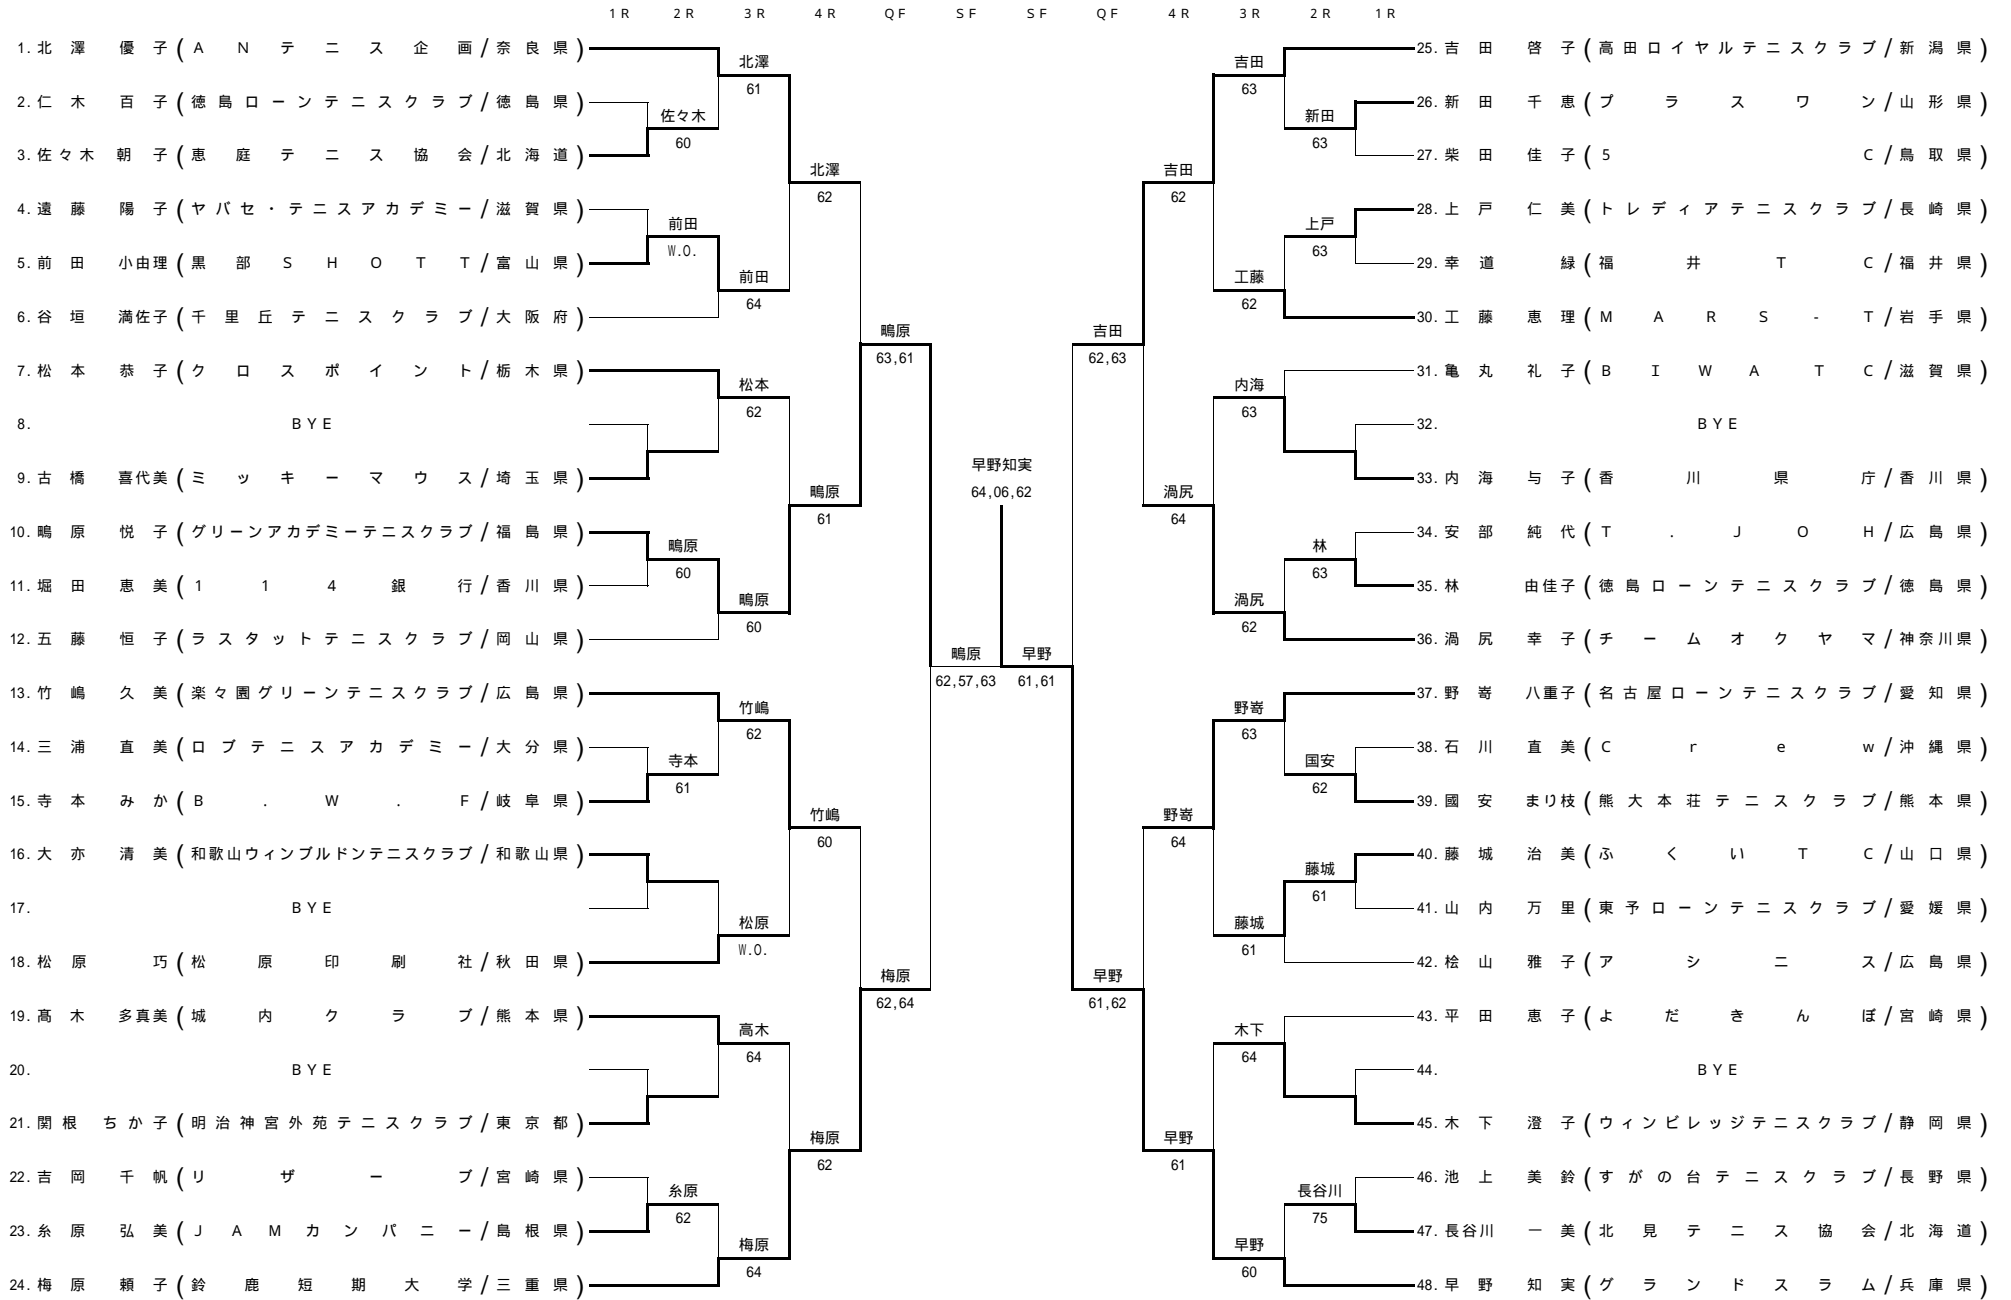 1R 2R 3R 4R QF SF SF QF 4R 3R 2R 1R
1. 北澤 優子 (ANテニス企画/奈良県) 25. 吉田 啓子 (高田ロイヤルテニスクラブ/新潟県)
北澤 吉田
61 63
2. 仁木 百子 (徳島ローンテニスクラブ/徳島県) 26. 新田 千恵 (プラスワン/山形県)
佐々木 新田
60 63
3. 佐々木 朝子 (恵庭テニス協会/北海道) 27. 柴田 佳子 (5C/鳥取県)
北澤 吉田
62 62
4. 遠藤 陽子 (ヤバセ・テニスアカデミー/滋賀県) 28. 上戸 仁美 (トレディアテニスクラブ/長崎県)
前田 上戸
W.O. 63
5. 前田 小由理 (黒部SHOTT/富山県) 29. 幸道 緑 (福井TC/福井県)
前田 工藤
64 62
6. 谷垣 満佐子 (千里丘テニスクラブ/大阪府) 30. 工藤 恵理 (MARS-T/岩手県)
鴫原 吉田
63,61 62,63
7. 松本 恭子 (クロスポイント/栃木県) 31. 亀丸 礼子 (BIWATC/滋賀県)
松本 内海
62 63
8. BYE 32. BYE
9. 古橋 喜代美 (ミッキーマウス/埼玉県) 33. 内海 与子 (香川県庁/香川県)
早野知実
64,06,62
鴫原 渦尻
61 64
10. 鴫原 悦子 (グリーンアカデミーテニスクラブ/福島県) 34. 安部 純代 (T.JOH/広島県)
鴫原 林
60 63
11. 堀田 恵美 (114銀行/香川県) 35. 林 由佳子 (徳島ローンテニスクラブ/徳島県)
鴫原 渦尻
60 62
12. 五藤 恒子 (ラスタットテニスクラブ/岡山県) 36. 渦尻 幸子 (チームオクヤマ/神奈川県)
鴫原 早野
62,57,63 61,61
13. 竹嶋 久美 (楽々園グリーンテニスクラブ/広島県) 37. 野嵜 八重子 (名古屋ローンテニスクラブ/愛知県)
竹嶋 野嵜
62 63
14. 三浦 直美 (ロブテニスアカデミー/大分県) 38. 石川 直美 (Crew/沖縄県)
寺本 国安
61 62
15. 寺本 みか (B.W.F/岐阜県) 39. 國安 まり枝 (熊大本荘テニスクラブ/熊本県)
竹嶋 野嵜
60 64
16. 大亦 清美 (和歌山ウィンブルドンテニスクラブ/和歌山県) 40. 藤城 治美 (ふくいTC/山口県)
藤城
61
17. BYE 41. 山内 万里 (東予ローンテニスクラブ/愛媛県)
松原 藤城
W.O. 61
18. 松原 巧 (松原印刷社/秋田県) 42. 桧山 雅子 (アシニス/広島県)
梅原 早野
62,64 61,62
19. 髙木 多真美 (城内クラブ/熊本県) 43. 平田 恵子 (よだきんぼ/宮崎県)
高木 木下
64 64
20. BYE 44. BYE
21. 関根 ちか子 (明治神宮外苑テニスクラブ/東京都) 45. 木下 澄子 (ウィンビレッジテニスクラブ/静岡県)
梅原 早野
62 61
22. 吉岡 千帆 (リザーブ/宮崎県) 46. 池上 美鈴 (すがの台テニスクラブ/長野県)
糸原 長谷川
62 75
23. 糸原 弘美 (JAMカンパニー/島根県) 47. 長谷川 一美 (北見テニス協会/北海道)
梅原 早野
64 60
24. 梅原 頼子 (鈴鹿短期大学/三重県) 48. 早野 知実 (グランドスラム/兵庫県)